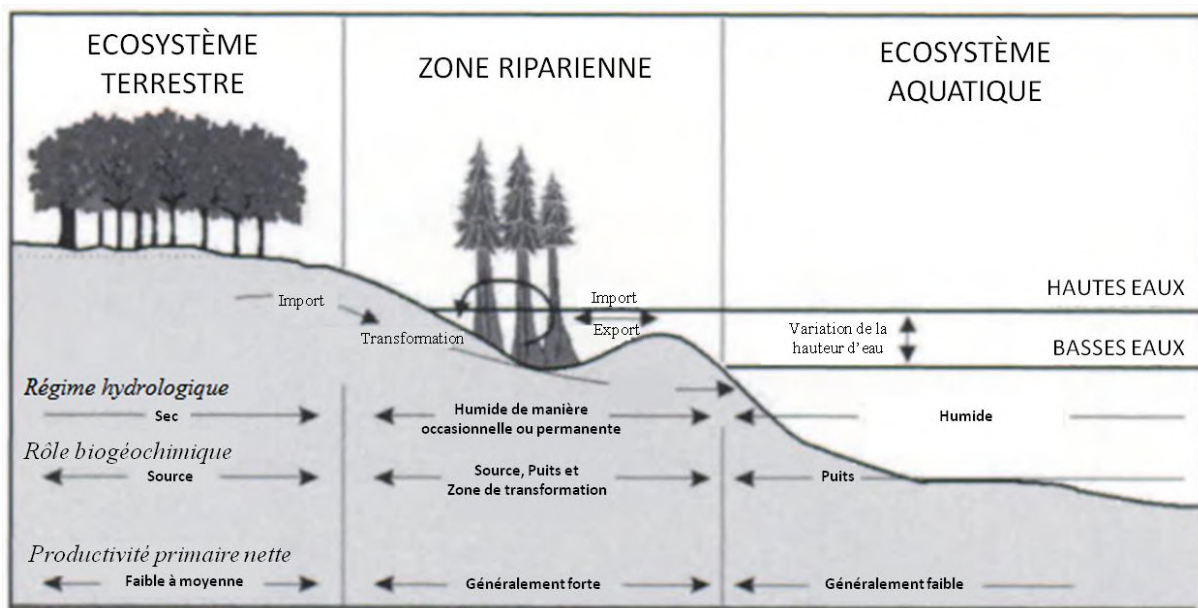 ECOSYSTÈME
TERRESTRE
ZONE RIPARIENNE
ECOSYSTÈME
AQUATIQUE
HAUTES EAUX
Import
Import
Transformation
Export
Variation de la
hauteur d'eau
BASSES EAUX
Régime hydrologique
Sec
Humide de manière
occasionnelle ou permanente
Humide
Rôle biogéochimique
Source
Source, Puits et
Zone de transformation
Puits
Productivité primaire nette
Faible à moyenne
Généralement forte
Généralement faible